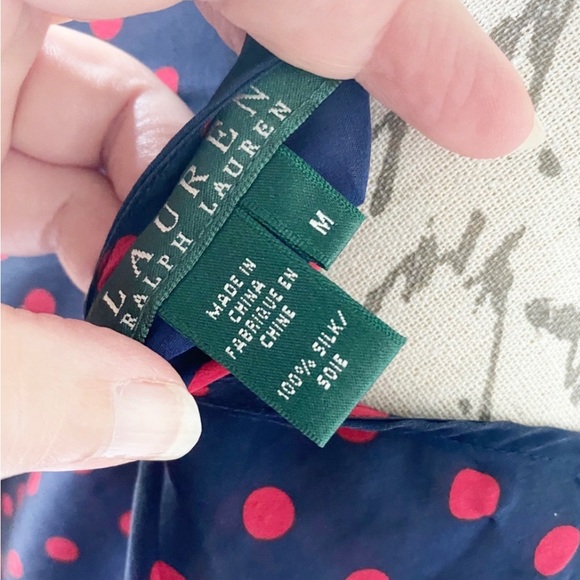 LAUREN
RALPH LAUREN
M
MADE IN
CHINA
FABRIQUE EN
CHINE
100% SILK/
SOIE